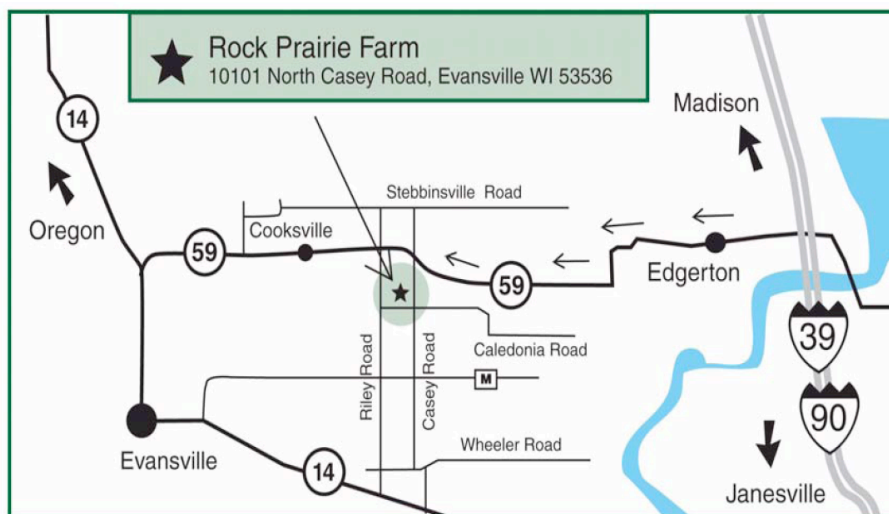 Rock Prairie Farm
10101 North Casey Road, Evansville WI 53536
14
Madison
Stebbinsville Road
Oregon
Cooksville
59
Edgerton
59
39
Caledonia Road
Riley Road
Casey Road
M
90
Evansville
14
Wheeler Road
Janesville